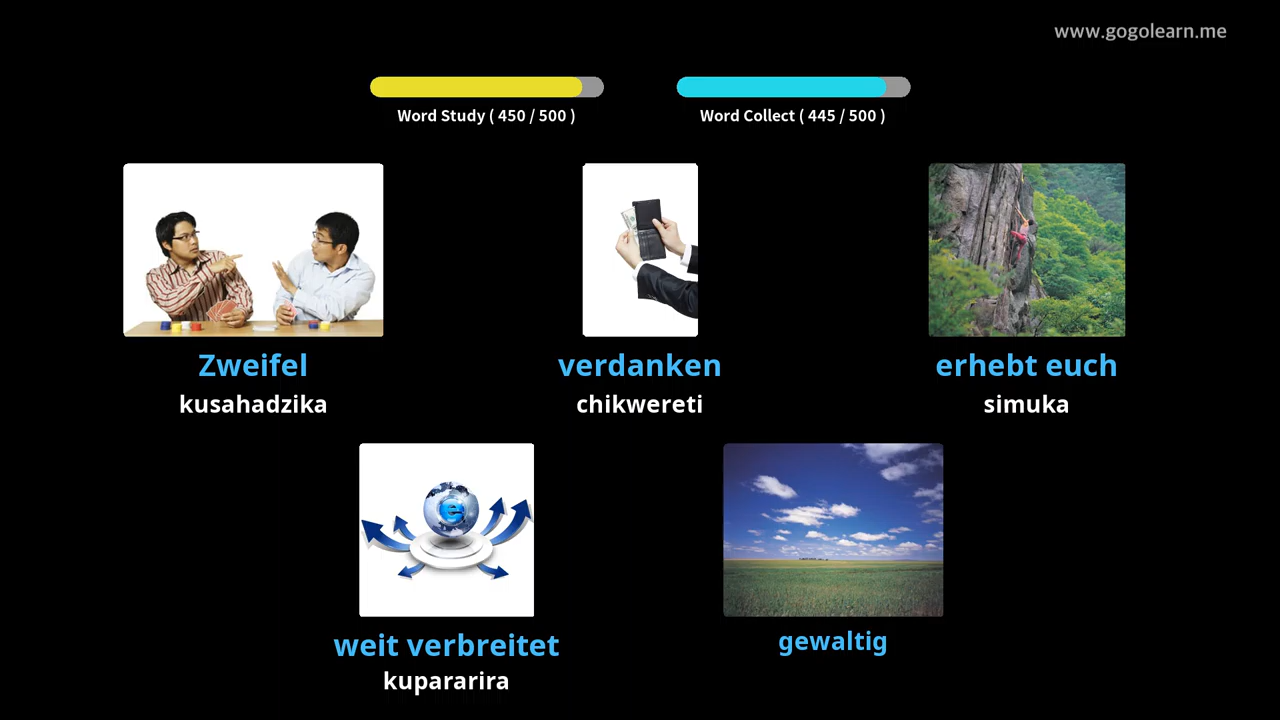 www.gogolearn.me
Word Study ( 450 / 500 )
Word Collect ( 445 / 500 )
Zweifel
kusahadzika
verdanken
chikwereti
erhebt euch
simuka
e
weit verbreitet
kupararira
gewaltig